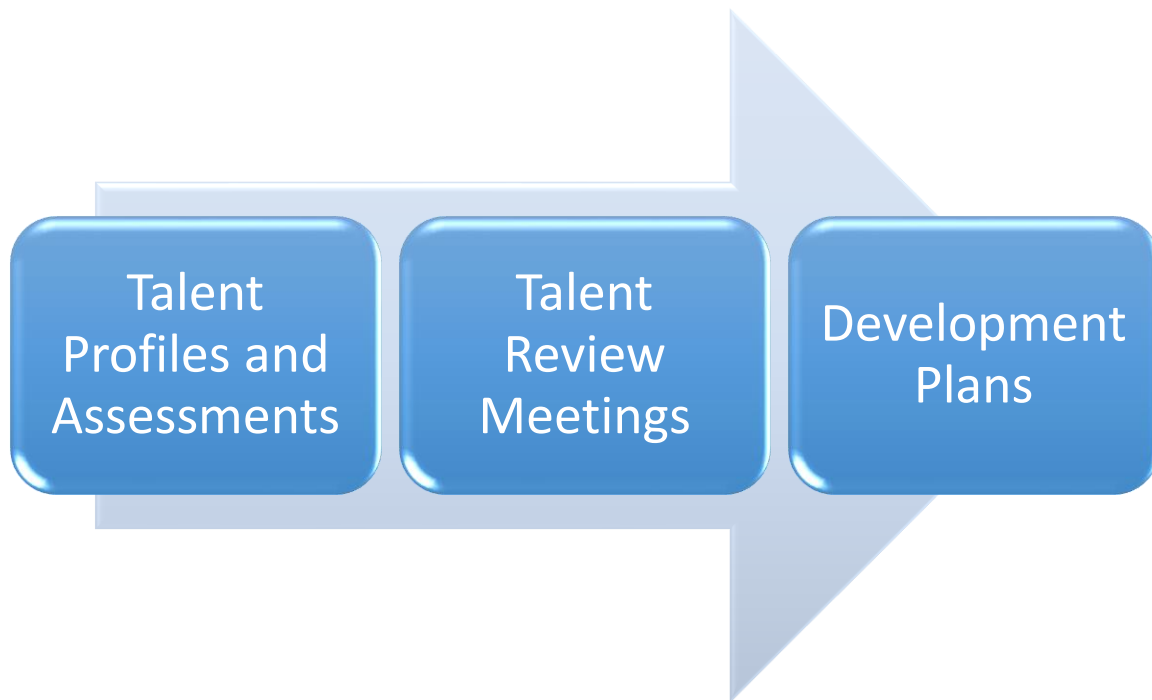 Talent
Profiles and
Assessments
Talent
Review
Meetings
Development
Plans